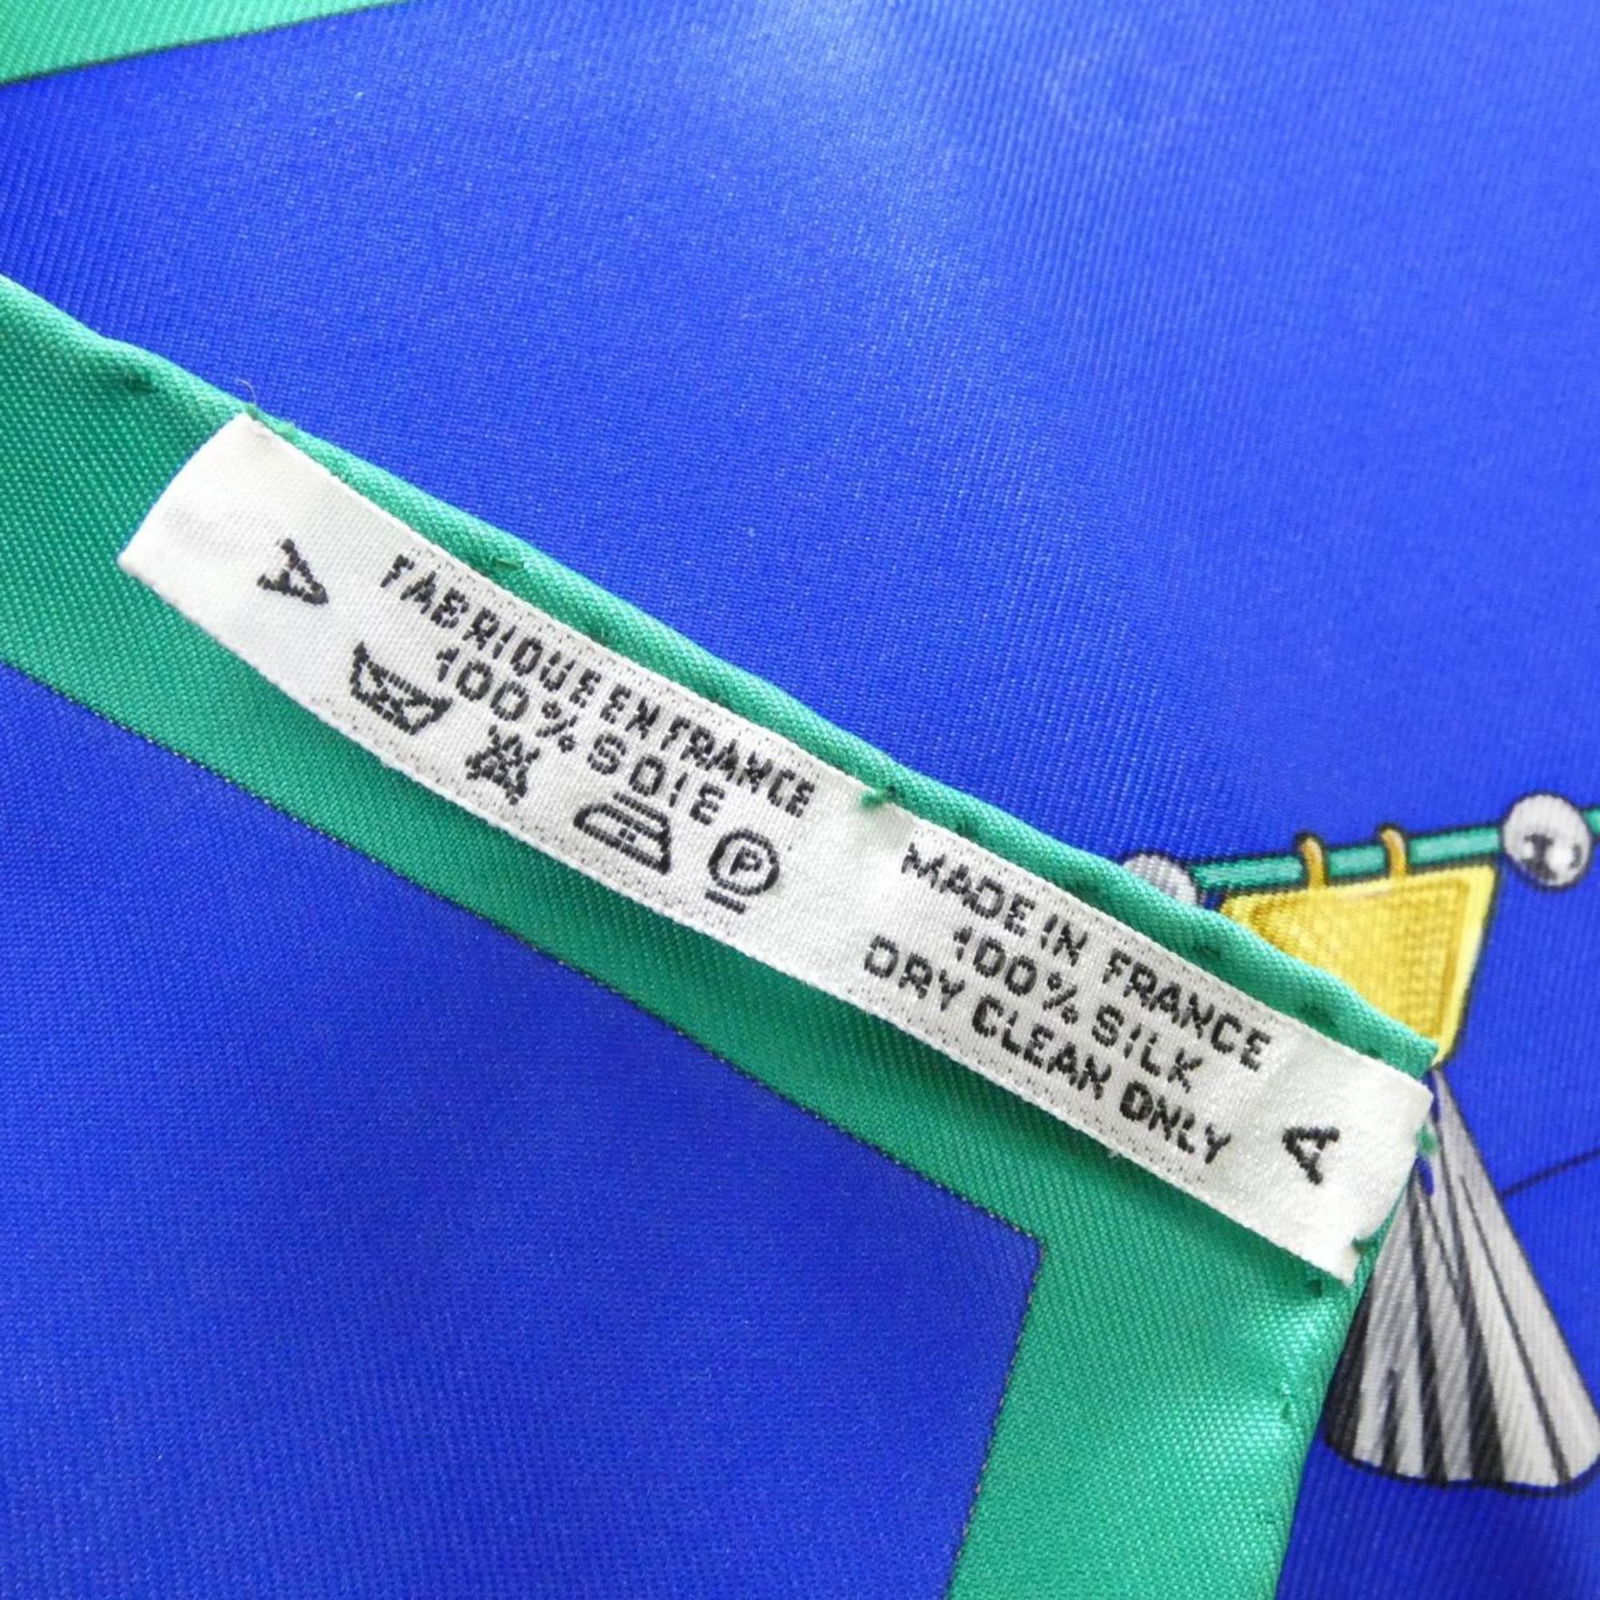 A
FABRIQUE EN FRANCE
100% SOIE
P
MADE IN FRANCE
100% SILK
DRY CLEAN ONLY
A